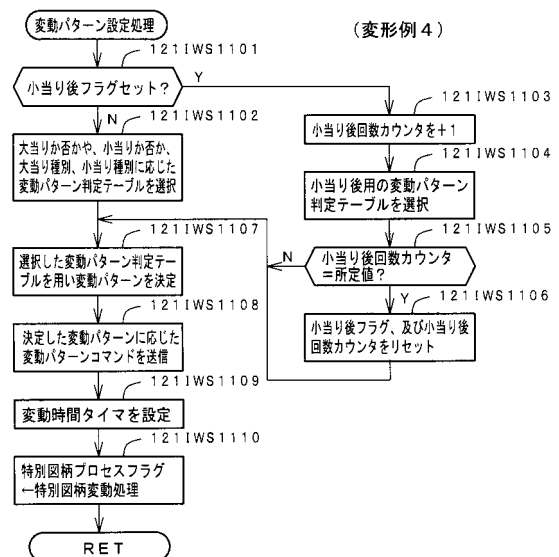 変動パターン設定処理
(変形例4)
121IWS1101
小当り後フラグセット?
Y
N
121IWS1102
大当りか否かや、小当りか否か、
大当り種別、小当り種別に応じた
変動パターン判定テーブルを選択
121IWS1103
小当り後回数カウンタを+1
121IWS1104
小当り後用の変動パターン
判定テーブルを選択
121IWS1105
小当り後回数カウンタ
=所定値?
N
Y
121IWS1106
小当り後フラグ、及び小当り後
回数カウンタをリセット
121IWS1107
選択した変動パターン判定テー
ブルを用い変動パターンを決定
121IWS1108
決定した変動パターンに応じた
変動パターンコマンドを送信
121IWS1109
変動時間タイマを設定
121IWS1110
特別図柄プロセスフラグ
←特別図柄変動処理
RET